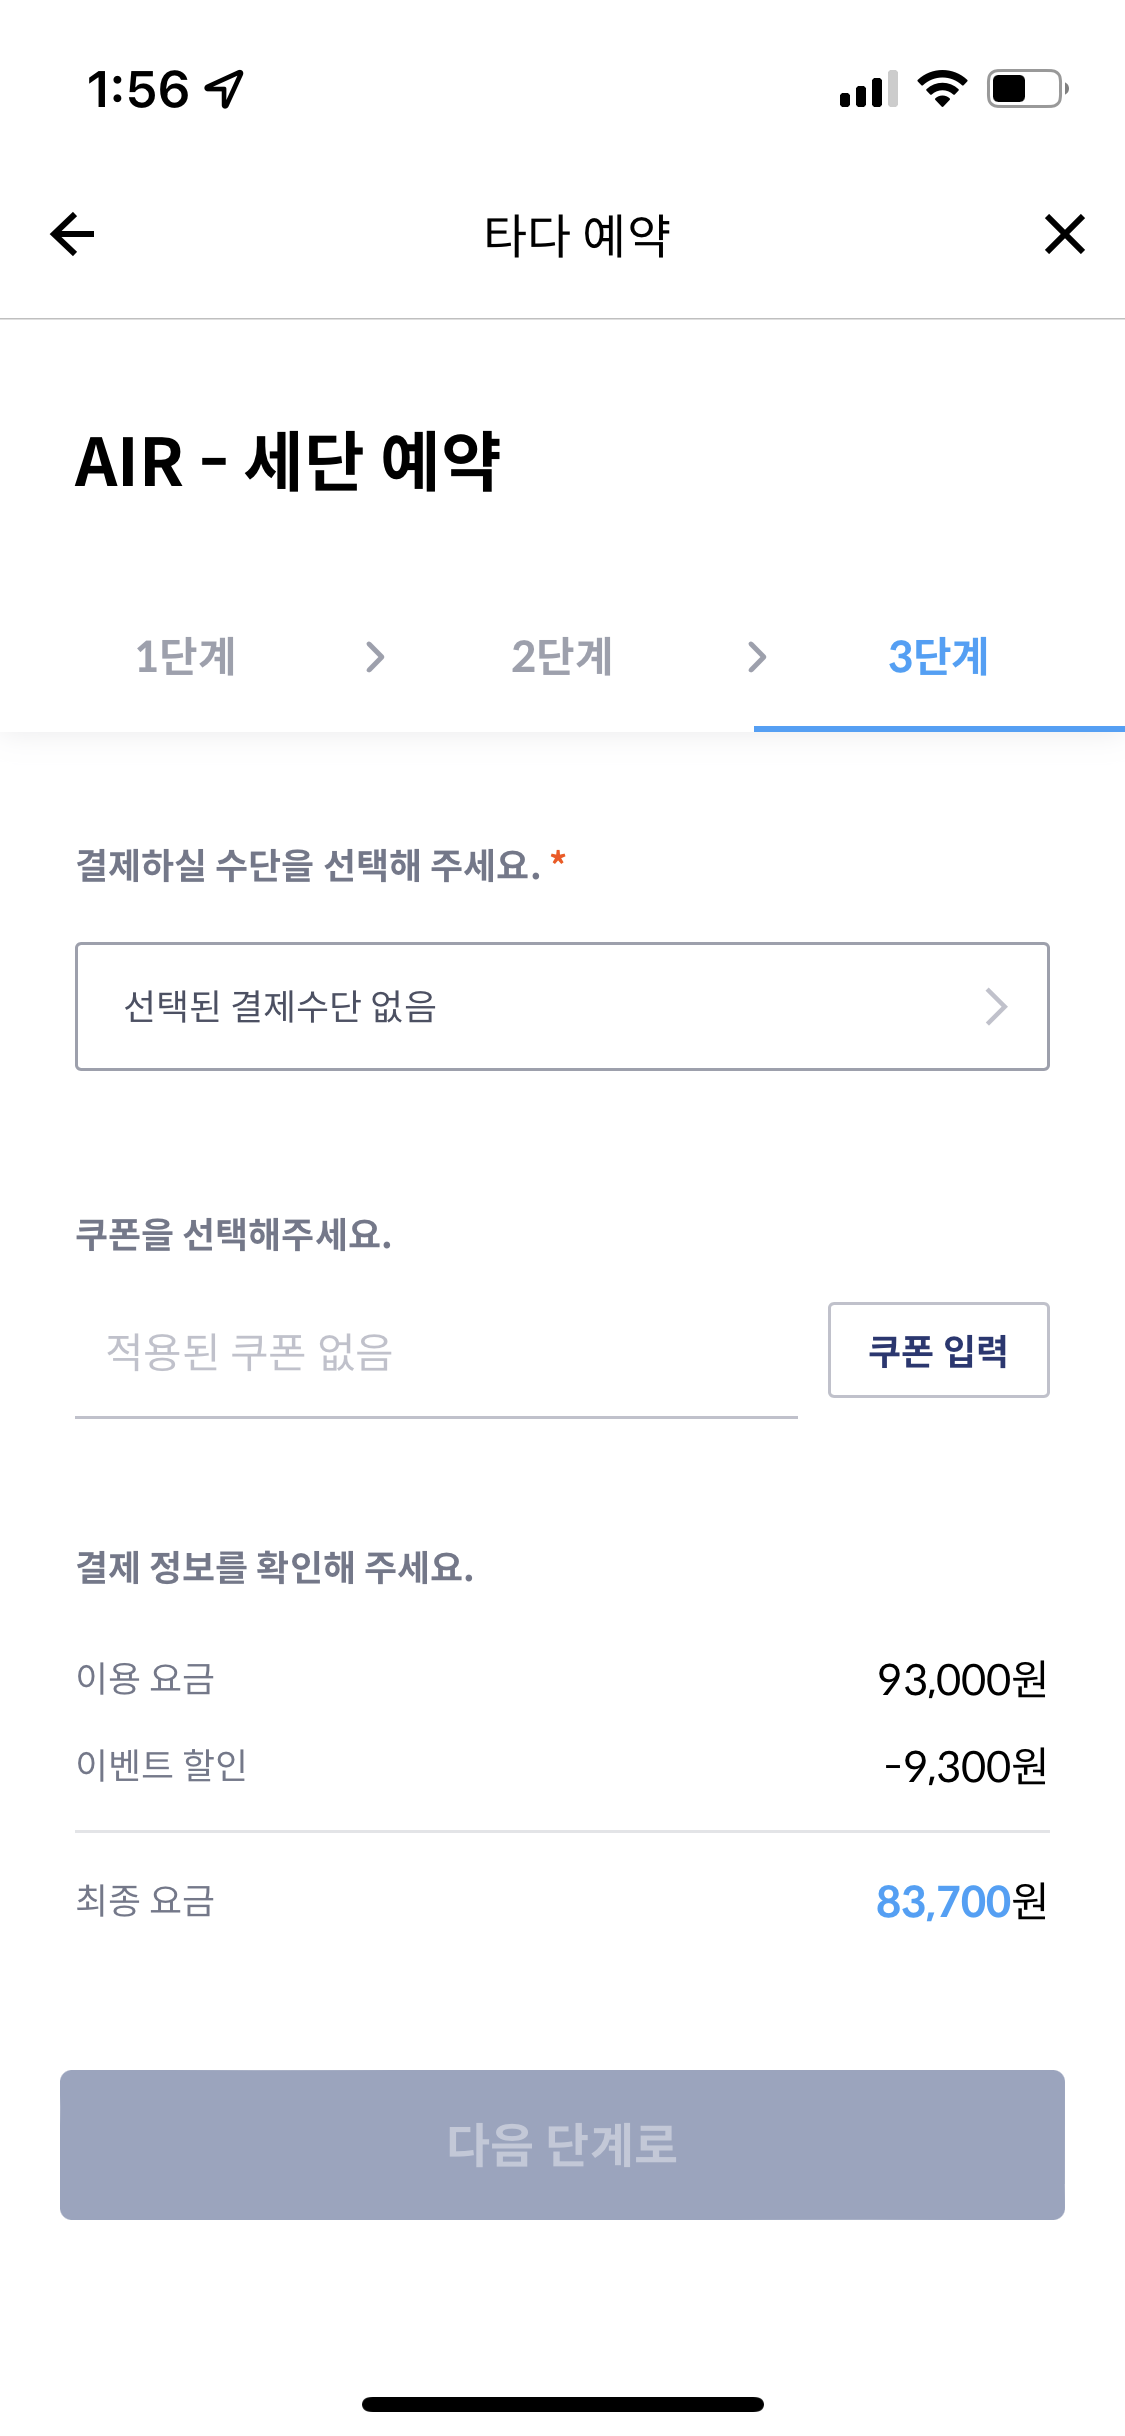 1:56
타다 예약
AIR - 세단 예약
1단계
2단계
3단계
결제하실 수단을 선택해 주세요. *
선택된 결제수단 없음
쿠폰을 선택해주세요.
적용된 쿠폰 없음
쿠폰 입력
결제 정보를 확인해 주세요.
이용 요금 93,000원
이벤트 할인 -9,300원
최종 요금 83,700원
다음 단계로